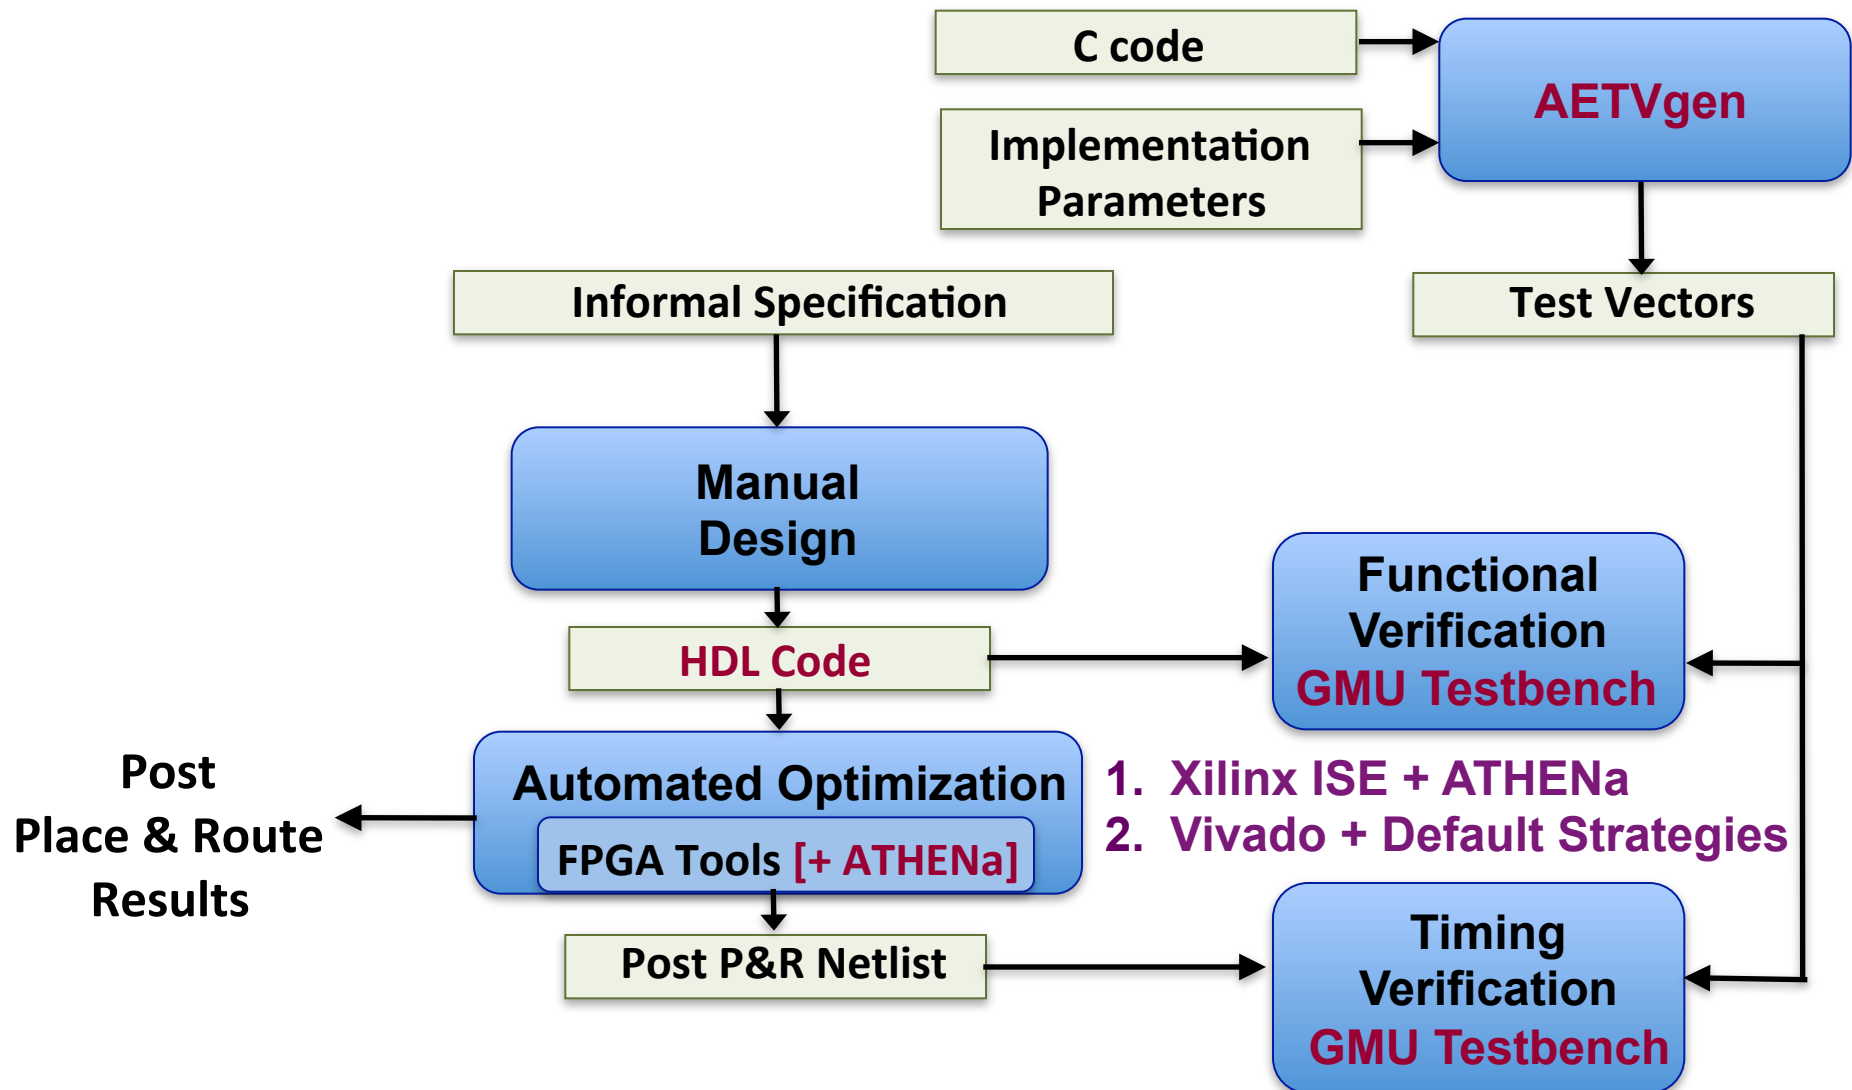 C code
AETVgen
Implementation
Parameters
Informal Specification
Test Vectors
Manual
Design
Functional
Verification
GMU Testbench
HDL Code
Post
Place & Route
Results
Automated Optimization
FPGA Tools [+ ATHENa]
1. Xilinx ISE + ATHENa
2. Vivado + Default Strategies
Post P&R Netlist
Timing
Verification
GMU Testbench